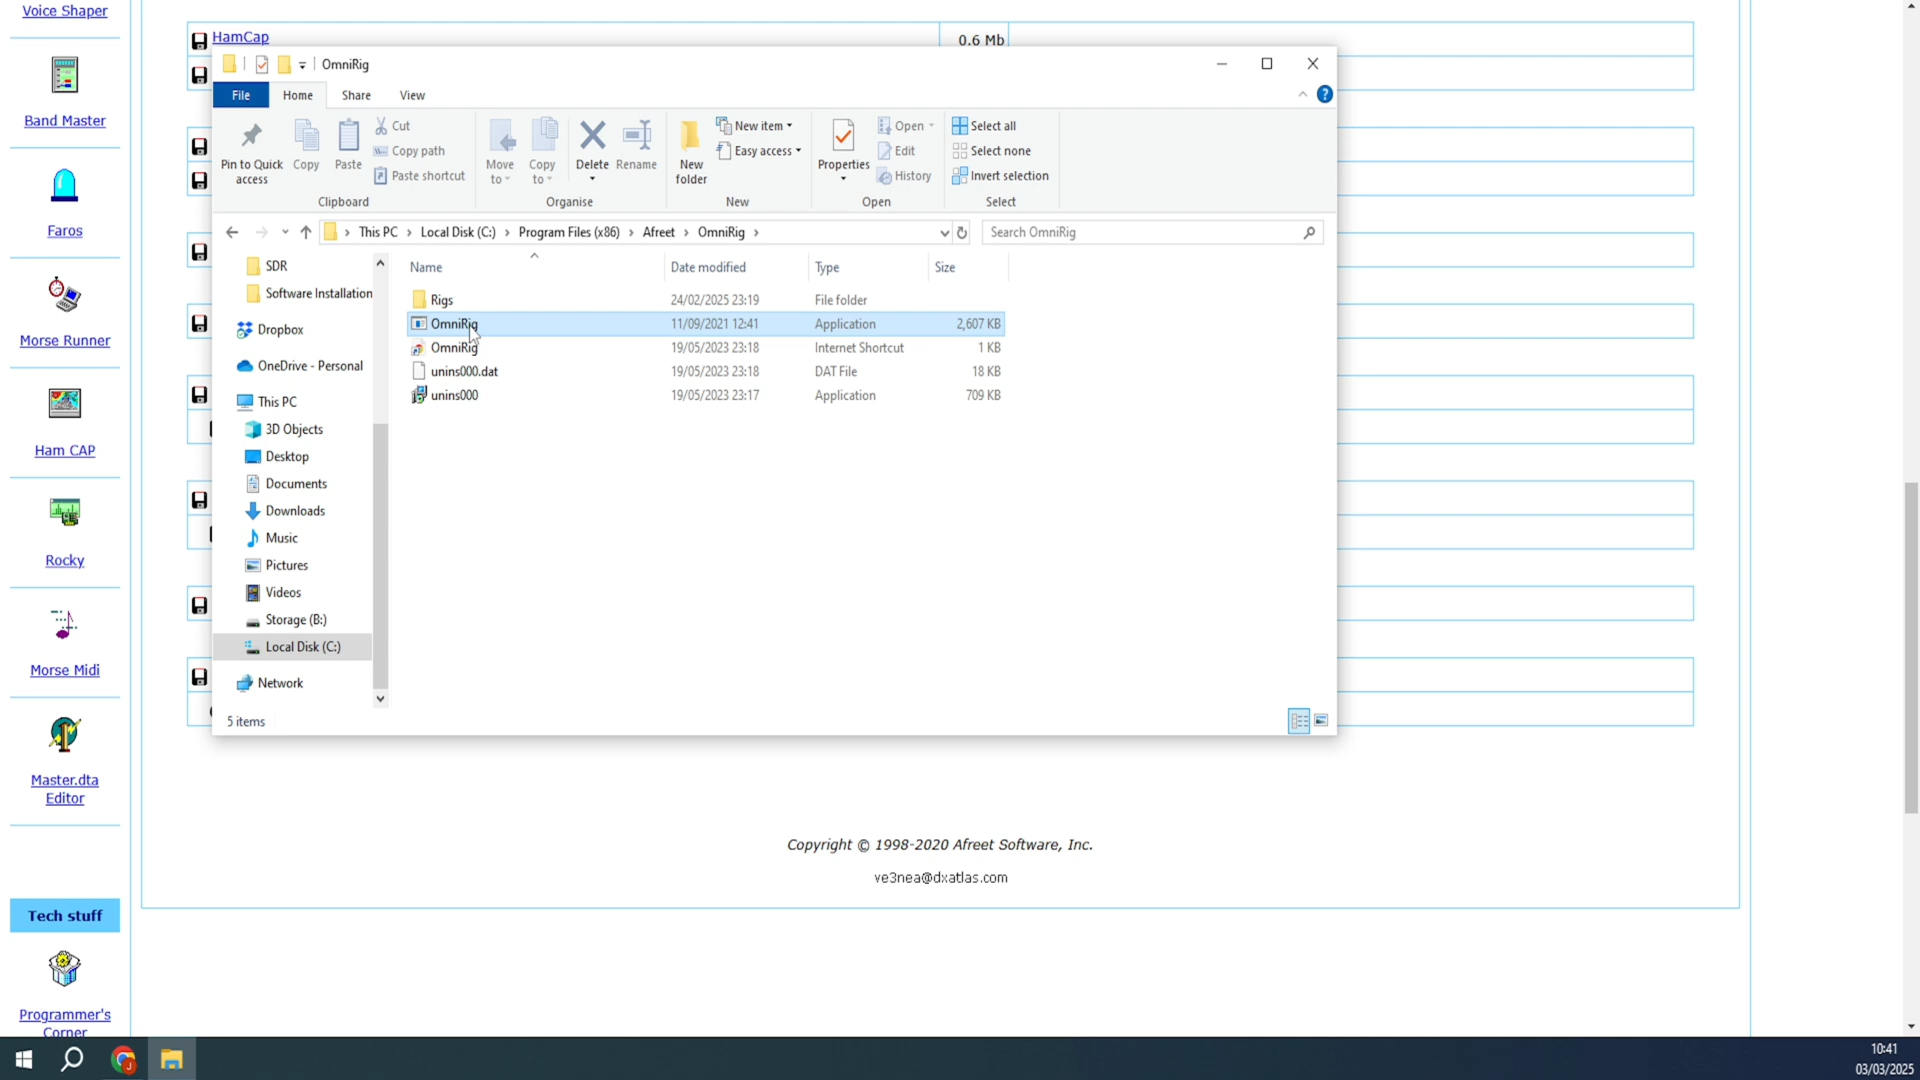 Voice Shaper
Band Master
Faros
Morse Runner
Ham CAP
Rocky
Morse Midi
Master.dta
Editor
Tech stuff
Programmer's
Corner
HamCap
0.6 Mb
OmniRig
File
Home
Share
View
?
Pin to Quick
access
Copy
Paste
Cut
Copy path
Paste shortcut
Clipboard
Move
to
Copy
to
Delete
Rename
Organise
New
folder
New item
Easy access
New
Properties
Open
Edit
History
Open
Select all
Select none
Invert selection
Select
This PC
Local Disk (C:)
Program Files (x86)
Afreet
OmniRig
Search OmniRig
SDR
Software Installation
Dropbox
OneDrive - Personal
This PC
3D Objects
Desktop
Documents
Downloads
Music
Pictures
Videos
Storage (B:)
Local Disk (C:)
Network
Name Date modified Type Size
Rigs 24/02/2025 23:19 File folder
OmniRig 11/09/2021 12:41 Application 2,607 KB
OmniRig 19/05/2023 23:18 Internet Shortcut 1 KB
unins000.dat 19/05/2023 23:18 DAT File 18 KB
unins000 19/05/2023 23:17 Application 709 KB
5 items
Copyright © 1998-2020 Afreet Software, Inc.
ve3nea@dxatlas.com
J
10:41
03/03/2025